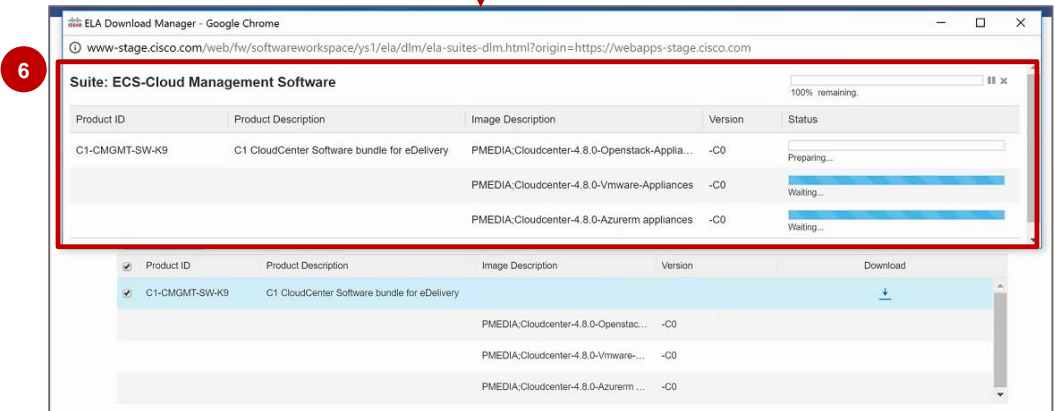 cisco ELA Download Manager - Google Chrome
www-stage.cisco.com/web/fw/softwareworkspace/ys1/ela/dlm/ela-suites-dlm.html?origin=https://webapps-stage.cisco.com
6
Suite: ECS-Cloud Management Software
100% remaining.
Product ID Product Description Image Description Version Status
C1-CMGMT-SW-K9 C1 CloudCenter Software bundle for eDelivery PMEDIA;Cloudcenter-4.8.0-Openstack-Applia... -C0
Preparing...
PMEDIA;Cloudcenter-4.8.0-Vmware-Appliances -C0
Waiting...
PMEDIA;Cloudcenter-4.8.0-Azurerm appliances -C0
Waiting...
Product ID Product Description Image Description Version Download
C1-CMGMT-SW-K9 C1 CloudCenter Software bundle for eDelivery
PMEDIA;Cloudcenter-4.8.0-Openstac... -C0
PMEDIA;Cloudcenter-4.8.0-Vmware-... -C0
PMEDIA;Cloudcenter-4.8.0-Azurerm ... -C0